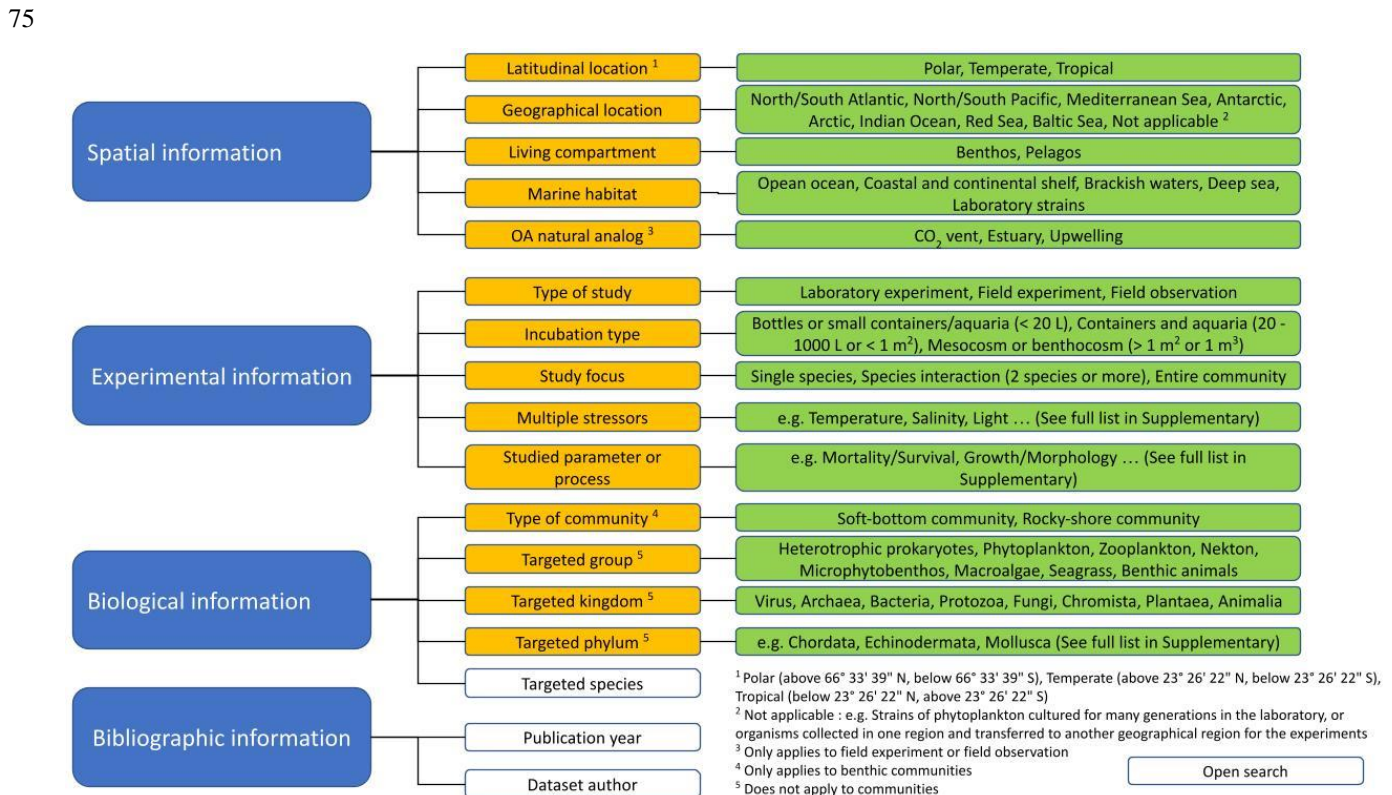 75
Spatial information
Latitudinal location ¹
Polar, Temperate, Tropical
Geographical location
North/South Atlantic, North/South Pacific, Mediterranean Sea, Antarctic,
Arctic, Indian Ocean, Red Sea, Baltic Sea, Not applicable ²
Living compartment
Benthos, Pelagos
Marine habitat
Opean ocean, Coastal and continental shelf, Brackish waters, Deep sea,
Laboratory strains
OA natural analog ³
CO₂ vent, Estuary, Upwelling
Experimental information
Type of study
Laboratory experiment, Field experiment, Field observation
Incubation type
Bottles or small containers/aquaria (< 20 L), Containers and aquaria (20 -
1000 L or < 1 m²), Mesocosm or benthocosm (> 1 m² or 1 m³)
Study focus
Single species, Species interaction (2 species or more), Entire community
Multiple stressors
e.g. Temperature, Salinity, Light … (See full list in Supplementary)
Studied parameter or
process
e.g. Mortality/Survival, Growth/Morphology … (See full list in
Supplementary)
Biological information
Type of community ⁴
Soft-bottom community, Rocky-shore community
Targeted group ⁵
Heterotrophic prokaryotes, Phytoplankton, Zooplankton, Nekton,
Microphytobenthos, Macroalgae, Seagrass, Benthic animals
Targeted kingdom ⁵
Virus, Archaea, Bacteria, Protozoa, Fungi, Chromista, Plantaea, Animalia
Targeted phylum ⁵
e.g. Chordata, Echinodermata, Mollusca (See full list in Supplementary)
Targeted species
Bibliographic information
Publication year
Dataset author
¹ Polar (above 66° 33' 39" N, below 66° 33' 39" S), Temperate (above 23° 26' 22" N, below 23° 26' 22" S),
Tropical (below 23° 26' 22" N, above 23° 26' 22" S)
² Not applicable : e.g. Strains of phytoplankton cultured for many generations in the laboratory, or
organisms collected in one region and transferred to another geographical region for the experiments
³ Only applies to field experiment or field observation
⁴ Only applies to benthic communities
⁵ Does not apply to communities
Open search